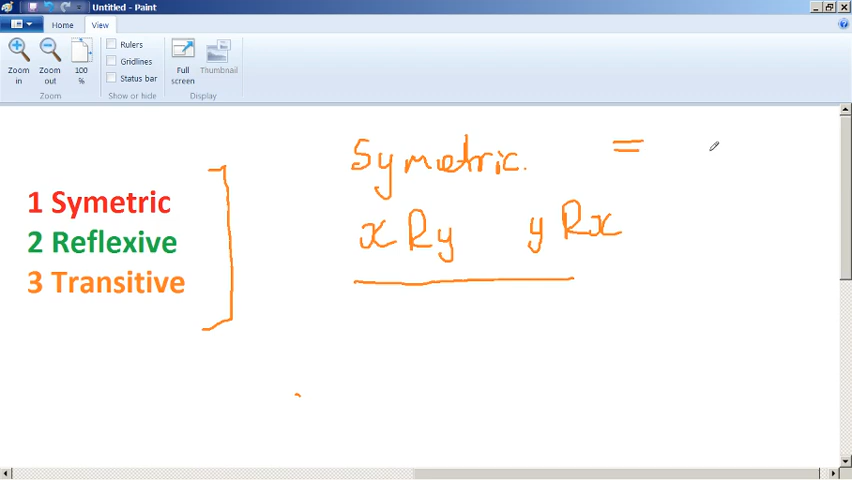 Untitled - Paint
Home View
Zoom in
Zoom out
100 %
Rulers
Gridlines
Status bar
Full screen
Thumbnail
Zoom
Show or hide
Display
Symetric. =
xRy yRx
1 Symetric
2 Reflexive
3 Transitive